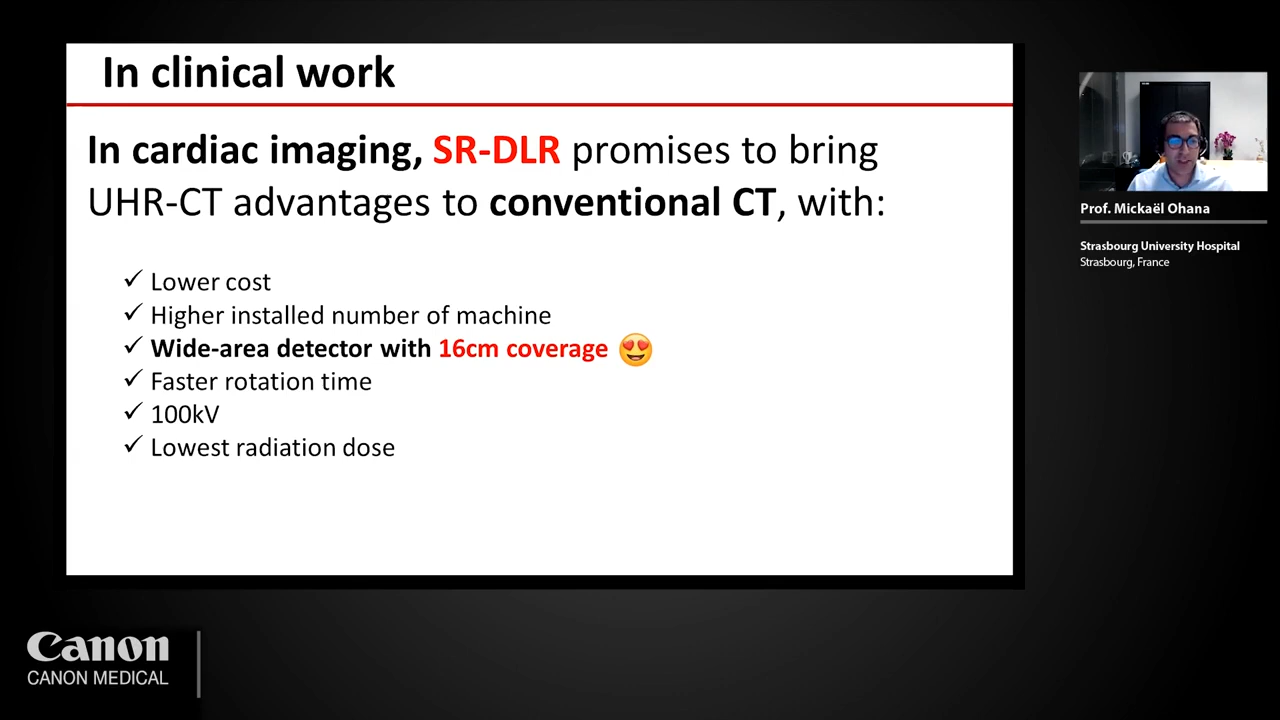 In clinical work
In cardiac imaging, SR-DLR promises to bring
UHR-CT advantages to conventional CT, with:
✓ Lower cost
✓ Higher installed number of machine
✓ Wide-area detector with 16cm coverage 😍
✓ Faster rotation time
✓ 100kV
✓ Lowest radiation dose
Prof. Mickaël Ohana
Strasbourg University Hospital
Strasbourg, France
Canon
CANON MEDICAL